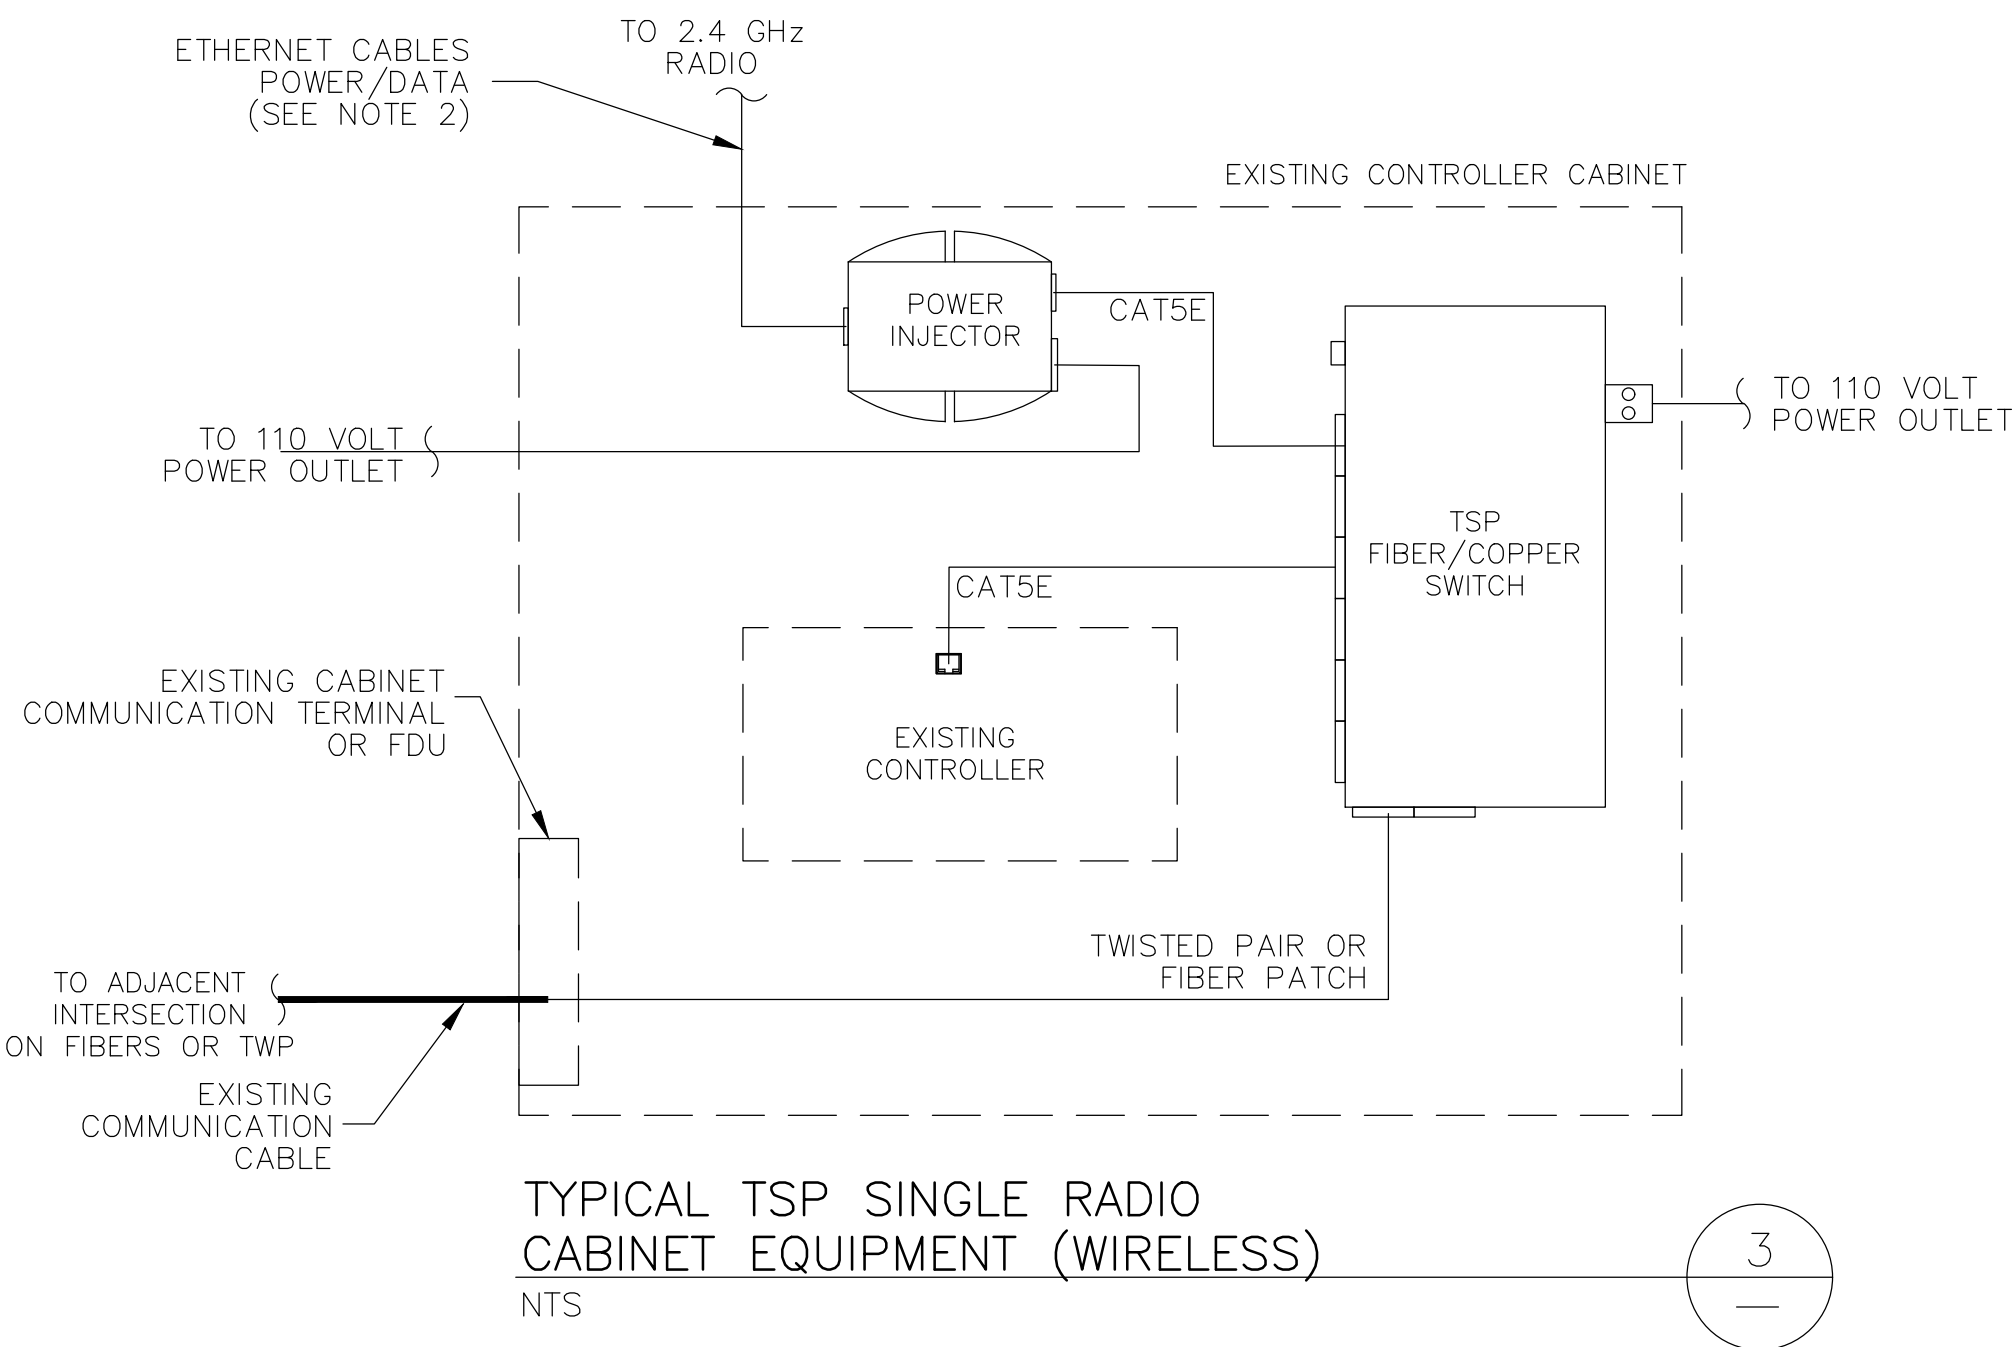 TO 2.4 GHz
RADIO
ETHERNET CABLES
POWER/DATA
(SEE NOTE 2)
EXISTING CONTROLLER CABINET
POWER
INJECTOR
CAT5E
TO 110 VOLT
POWER OUTLET
TO 110 VOLT
POWER OUTLET
TSP
FIBER/COPPER
SWITCH
CAT5E
EXISTING CABINET
COMMUNICATION TERMINAL
OR FDU
EXISTING
CONTROLLER
TWISTED PAIR OR
FIBER PATCH
TO ADJACENT
INTERSECTION
ON FIBERS OR TWP
EXISTING
COMMUNICATION
CABLE
TYPICAL TSP SINGLE RADIO
CABINET EQUIPMENT (WIRELESS)
NTS
3
—